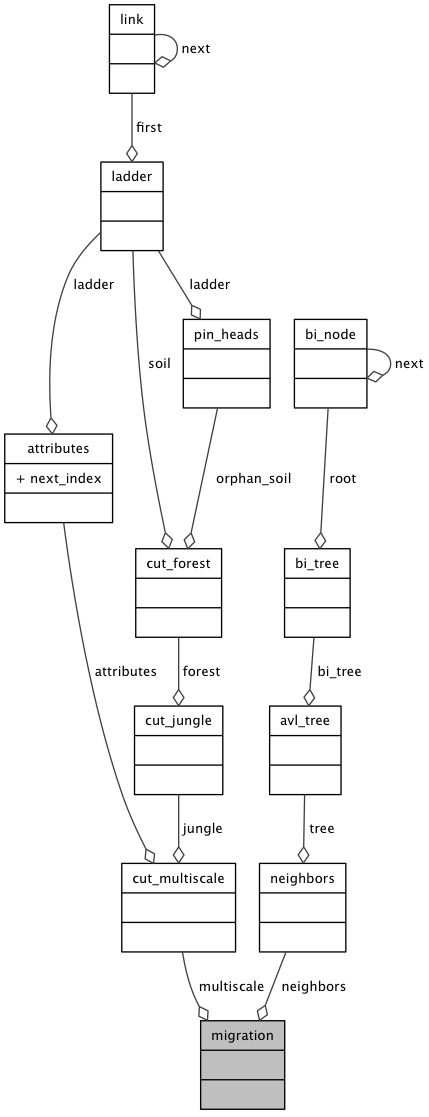 link
next
first
ladder
ladder
ladder
pin_heads
bi_node
next
soil
attributes
+ next_index
orphan_soil
root
cut_forest
bi_tree
attributes
forest
bi_tree
cut_jungle
avl_tree
jungle
tree
cut_multiscale
neighbors
multiscale
neighbors
migration